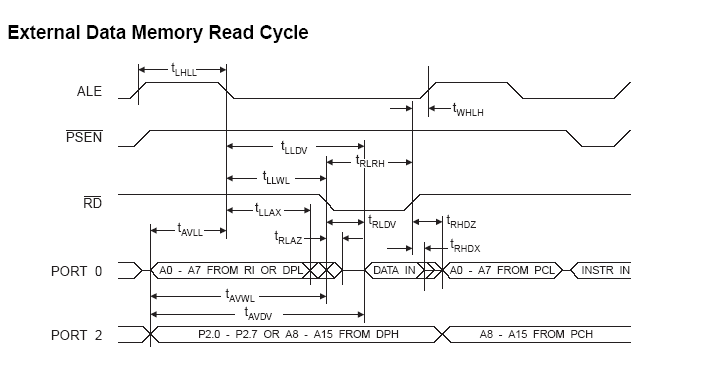 External Data Memory Read Cycle
tLHLL
ALE
tWHLH
PSEN
tLLDV
tRLRH
tLLWL
RD
tLLAX
tRLDV
tRHDZ
tAVLL
tRLAZ
tRHDX
PORT 0
A0 - A7 FROM RI OR DPL
DATA IN
A0 - A7 FROM PCL
INSTR IN
tAVWL
tAVDV
PORT 2
P2.0 - P2.7 OR A8 - A15 FROM DPH
A8 - A15 FROM PCH